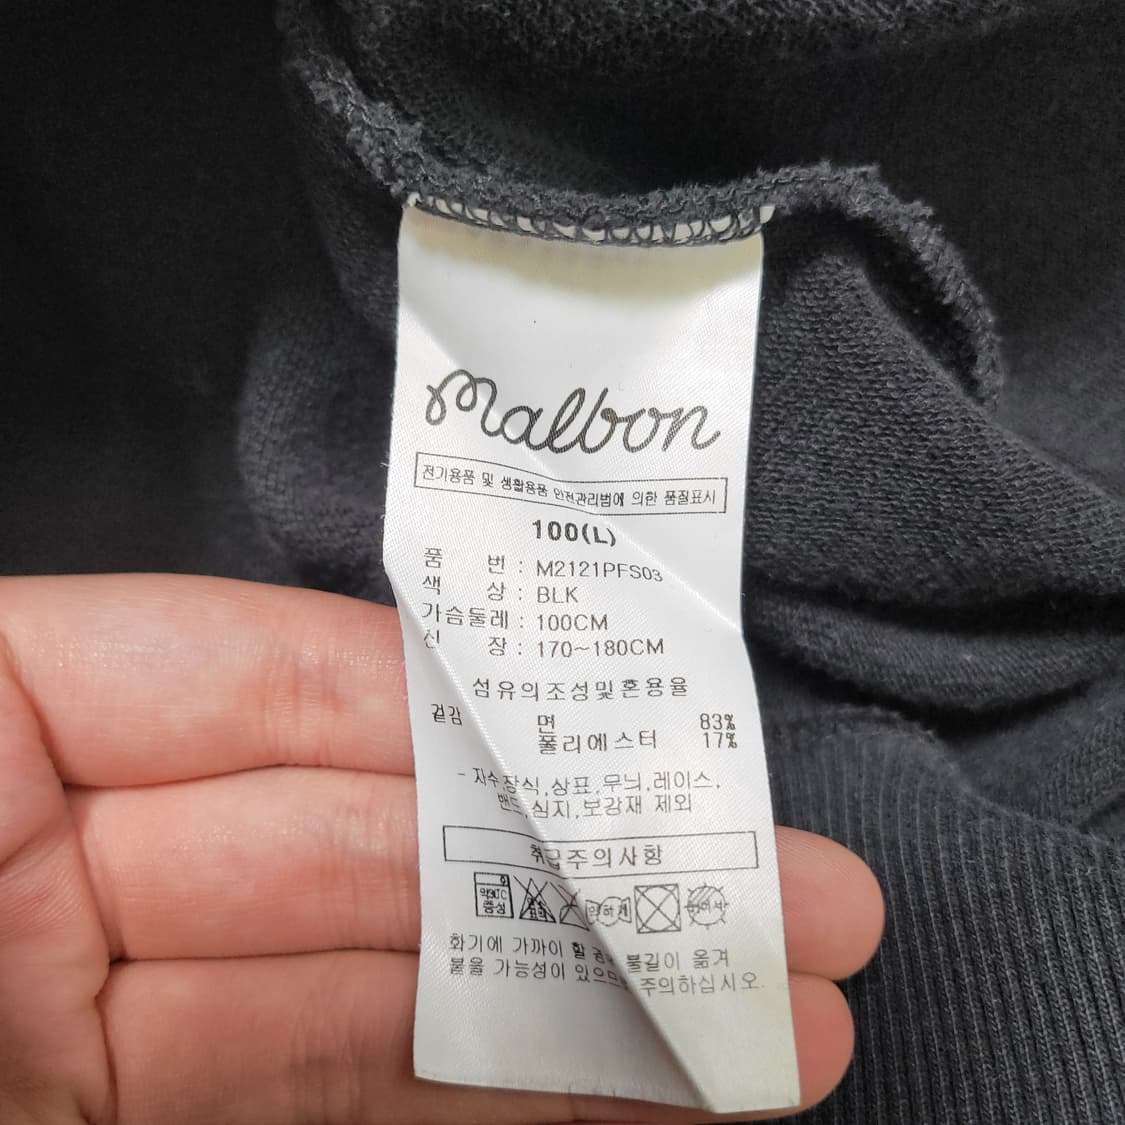 malbon
전기용품 및 생활용품 안전관리법에 의한 품질표시
100(L)
품 번 : M2121PFS03
색 상 : BLK
가슴둘레 : 100CM
신 장 : 170~180CM
섬유의조성및혼용율
겉감 면 83%
폴리에스터 17%
- 자수,장식,상표,무늬,레이스,
밴드,심지,보강재 제외
취급주의사항
중성 약하게
화기에 가까이 할 불길이 옮겨
붙을 가능성이 있으므로 주의하십시오.